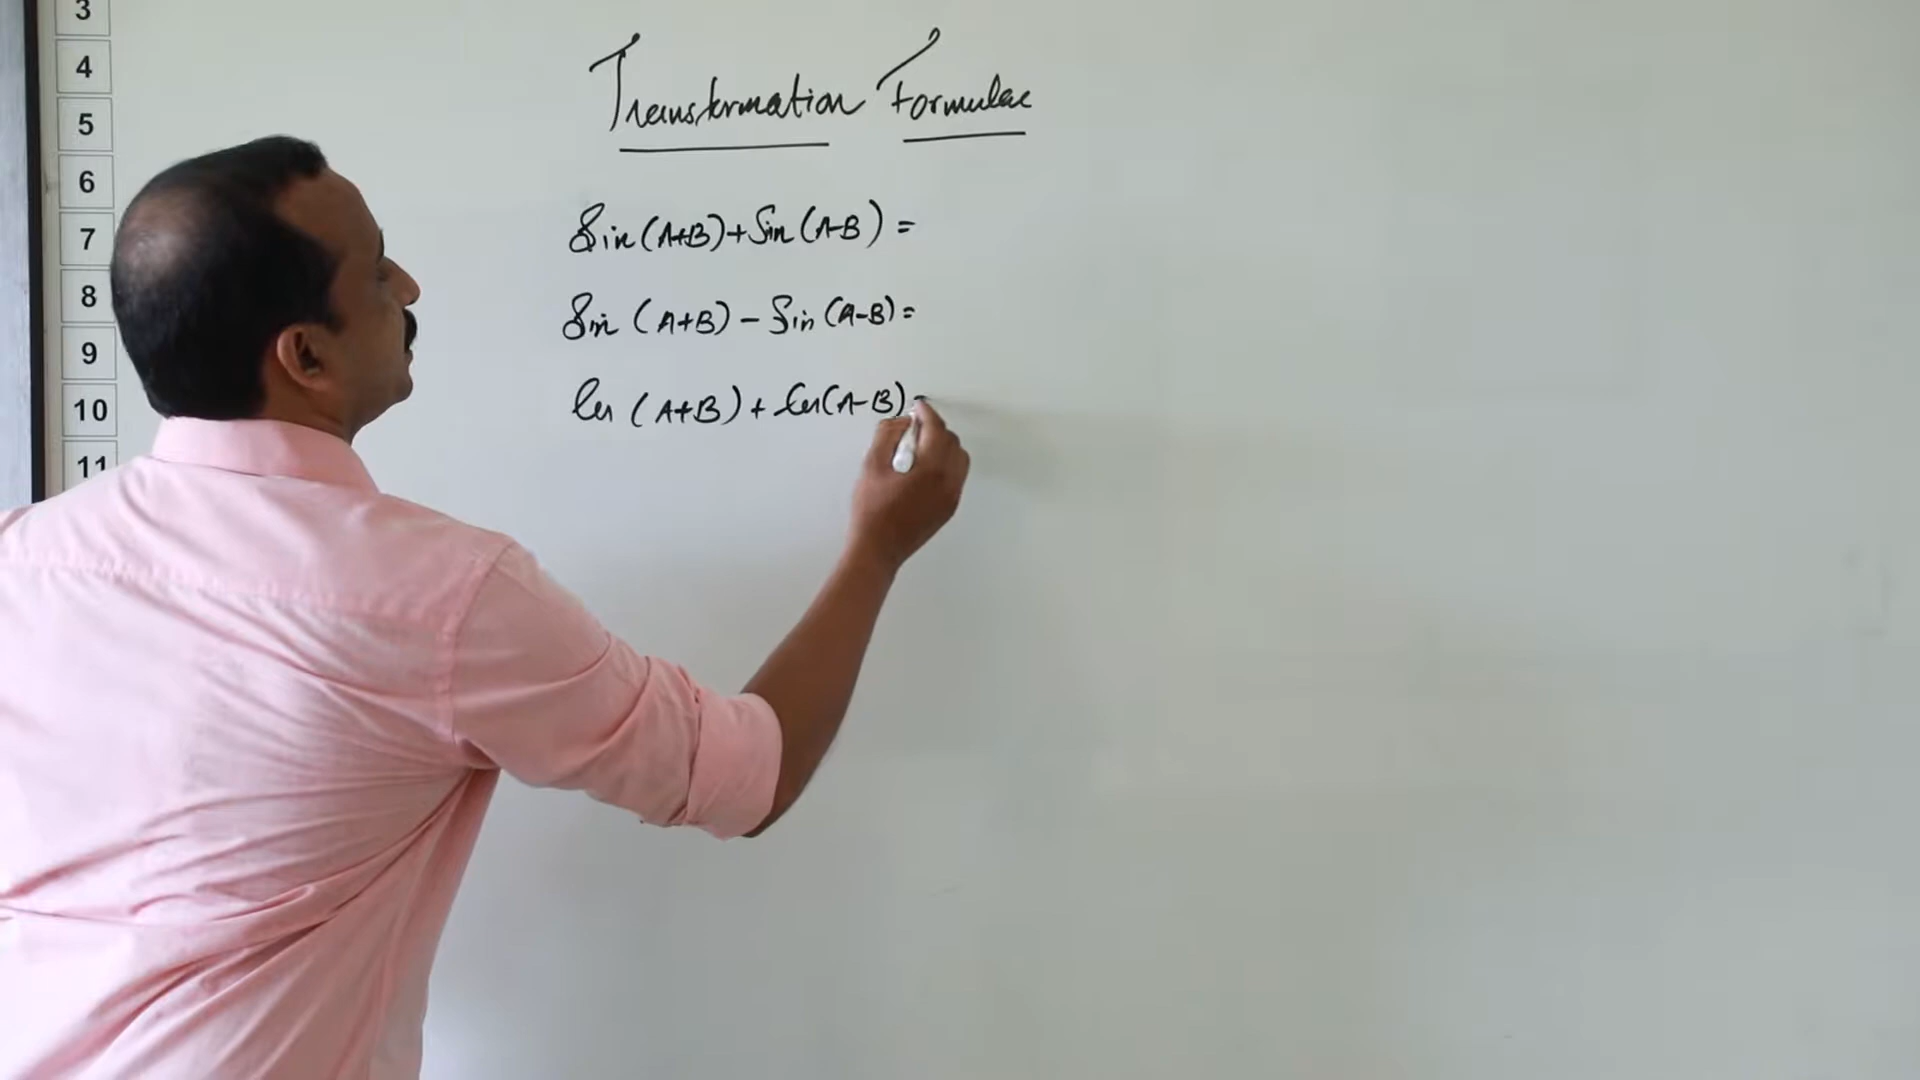 3
4
5
6
7
8
9
10
11
Transformation Formulae
Sin (A+B) + Sin (A-B) =
Sin (A+B) - Sin (A-B) =
Cos (A+B) + Cos (A-B) =